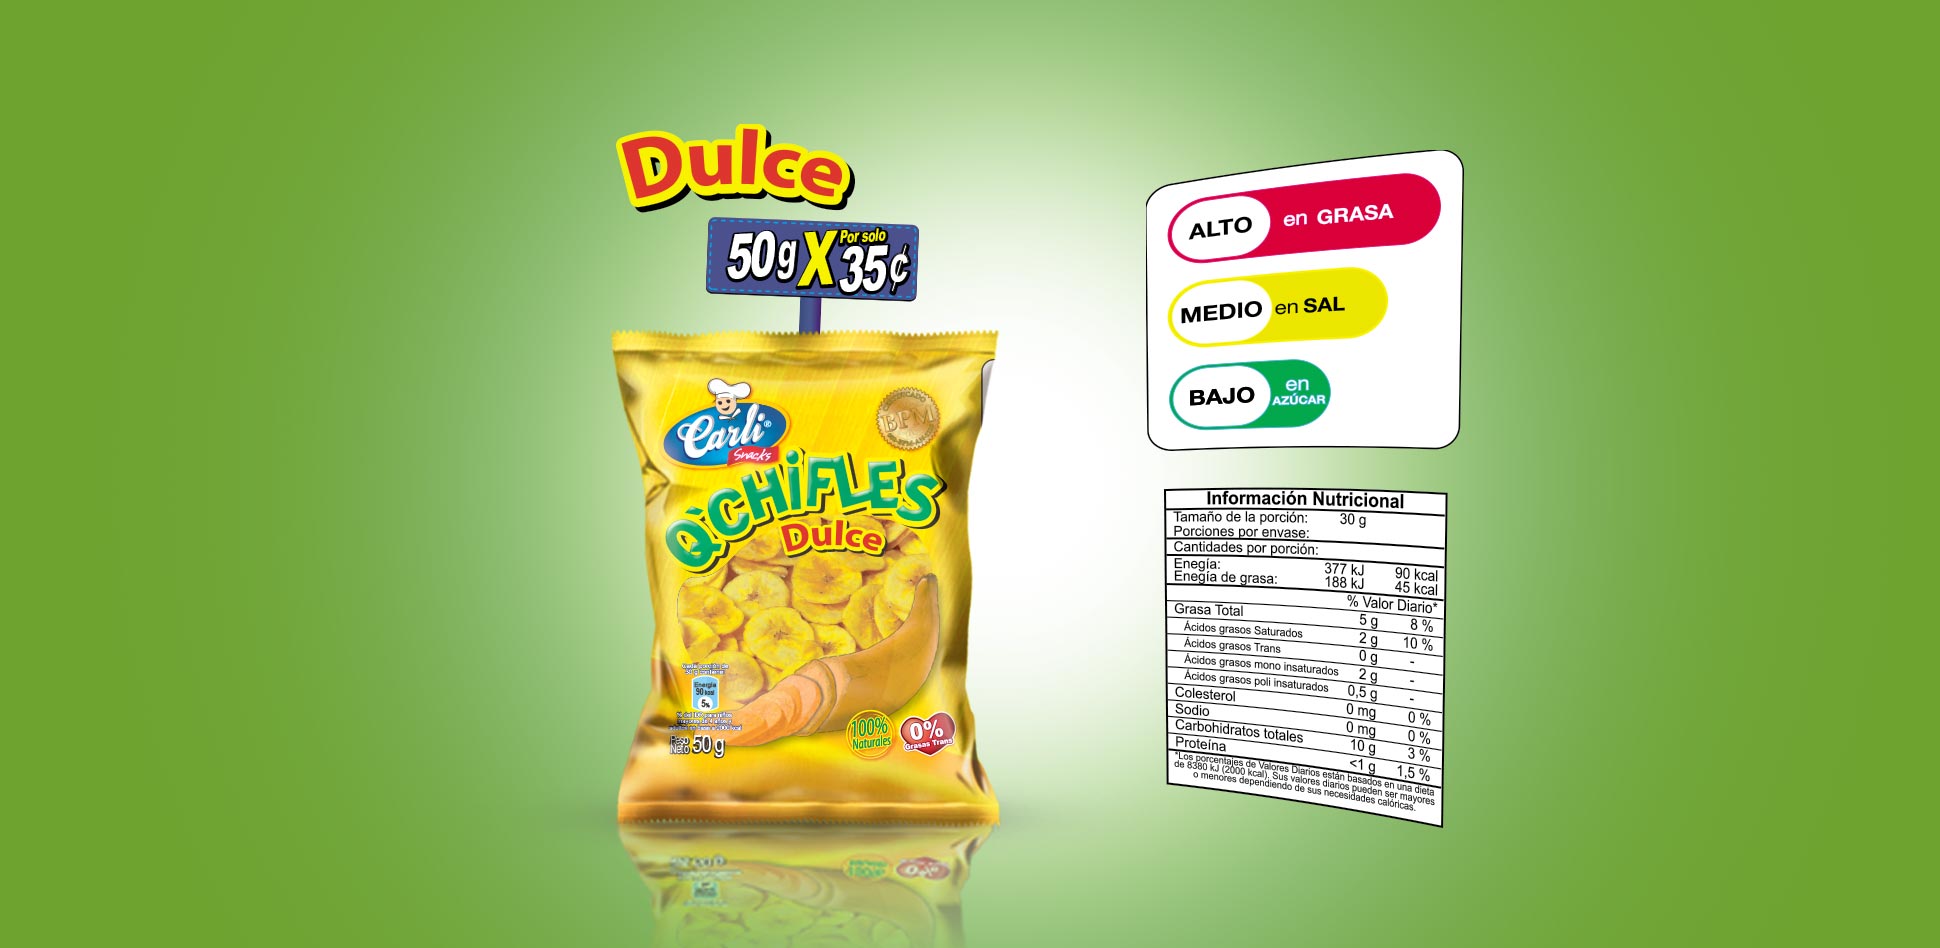 Dulce
50g X Por solo 35¢
Carli®
Snacks
BPM
Q'CHiFLES
Dulce
Energía
90 kcal
5%
Peso
Neto 50 g
100%
Naturales
0%
Grasas Trans
ALTO en GRASA
MEDIO en SAL
BAJO en AZÚCAR
Información Nutricional
Tamaño de la porción: 30 g
Porciones por envase:
Cantidades por porción:
Enegía: 377 kJ 90 kcal
Enegía de grasa: 188 kJ 45 kcal
% Valor Diario*
Grasa Total 5 g 8 %
Ácidos grasos Saturados 2 g 10 %
Ácidos grasos Trans 0 g -
Ácidos grasos mono insaturados 2 g -
Ácidos grasos poli insaturados 0,5 g -
Colesterol 0 mg 0 %
Sodio 0 mg 0 %
Carbohidratos totales 10 g 3 %
Proteína <1 g 1,5 %
*Los porcentajes de Valores Diarios están basados en una dieta
de 8380 kJ (2000 kcal). Sus valores diarios pueden ser mayores
o menores dependiendo de sus necesidades calóricas.